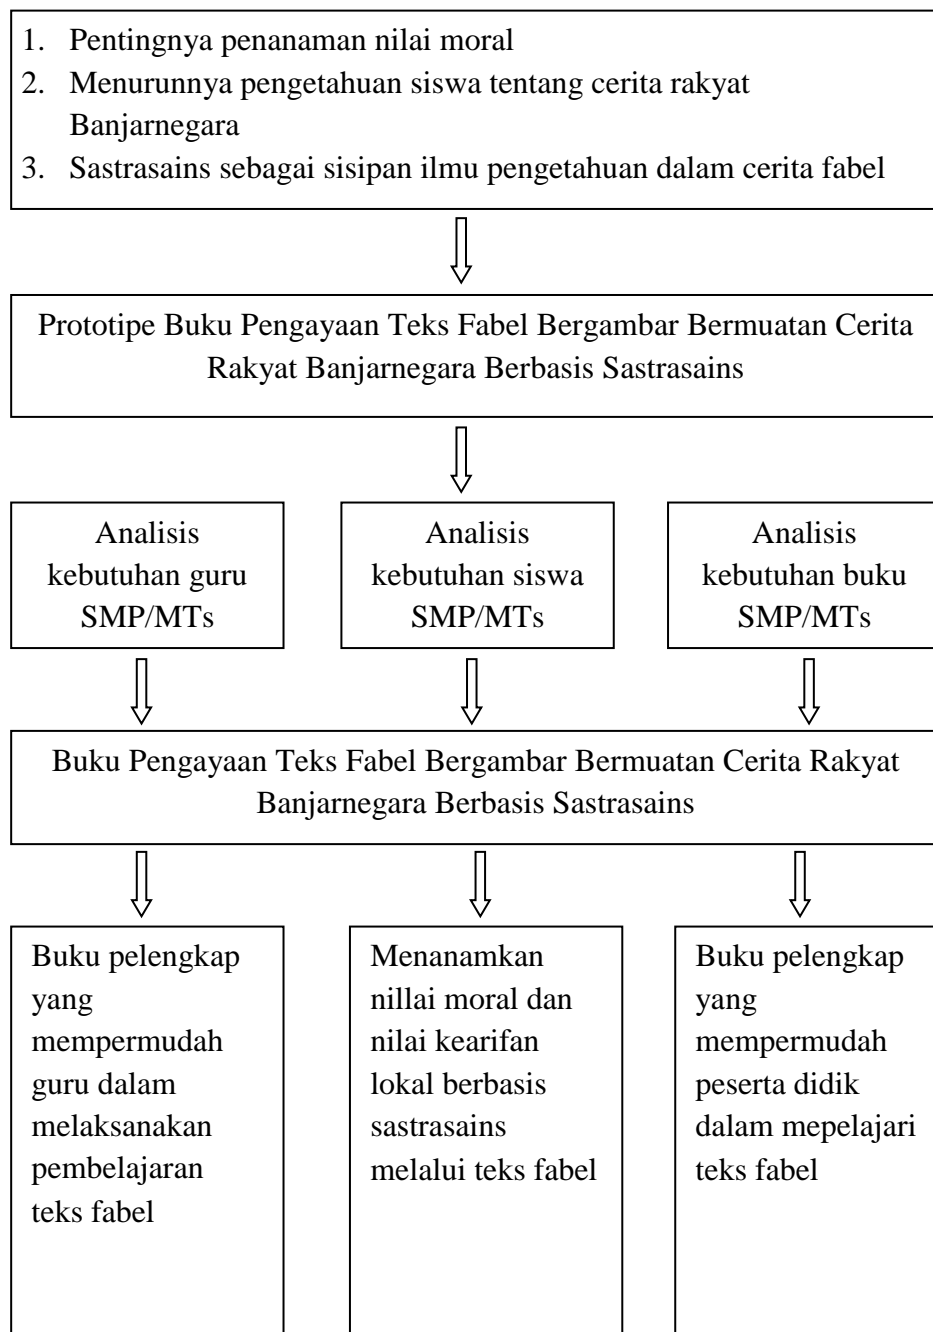 1. Pentingnya penanaman nilai moral
2. Menurunnya pengetahuan siswa tentang cerita rakyat
Banjarnegara
3. Sastrasains sebagai sisipan ilmu pengetahuan dalam cerita fabel
Prototipe Buku Pengayaan Teks Fabel Bergambar Bermuatan Cerita
Rakyat Banjarnegara Berbasis Sastrasains
Analisis
kebutuhan guru
SMP/MTs
Analisis
kebutuhan siswa
SMP/MTs
Analisis
kebutuhan buku
SMP/MTs
Buku Pengayaan Teks Fabel Bergambar Bermuatan Cerita Rakyat
Banjarnegara Berbasis Sastrasains
Buku pelengkap
yang
mempermudah
guru dalam
melaksanakan
pembelajaran
teks fabel
Menanamkan
nillai moral dan
nilai kearifan
lokal berbasis
sastrasains
melalui teks fabel
Buku pelengkap
yang
mempermudah
peserta didik
dalam mepelajari
teks fabel